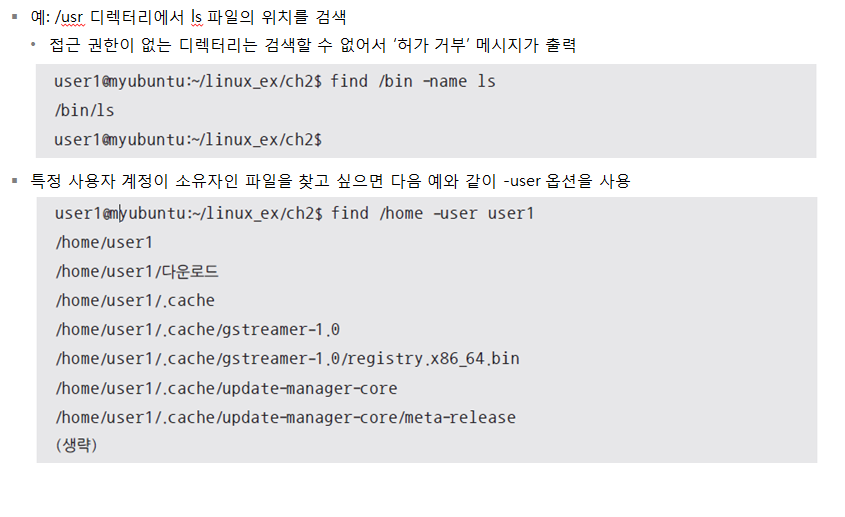 ▪ 예: /usr 디렉터리에서 ls 파일의 위치를 검색
• 접근 권한이 없는 디렉터리는 검색할 수 없어서 ‘허가 거부’ 메시지가 출력
user1@myubuntu:~/linux_ex/ch2$ find /bin -name ls
/bin/ls
user1@myubuntu:~/linux_ex/ch2$
▪ 특정 사용자 계정이 소유자인 파일을 찾고 싶으면 다음 예와 같이 -user 옵션을 사용
user1@myubuntu:~/linux_ex/ch2$ find /home -user user1
/home/user1
/home/user1/다운로드
/home/user1/.cache
/home/user1/.cache/gstreamer-1.0
/home/user1/.cache/gstreamer-1.0/registry.x86_64.bin
/home/user1/.cache/update-manager-core
/home/user1/.cache/update-manager-core/meta-release
(생략)